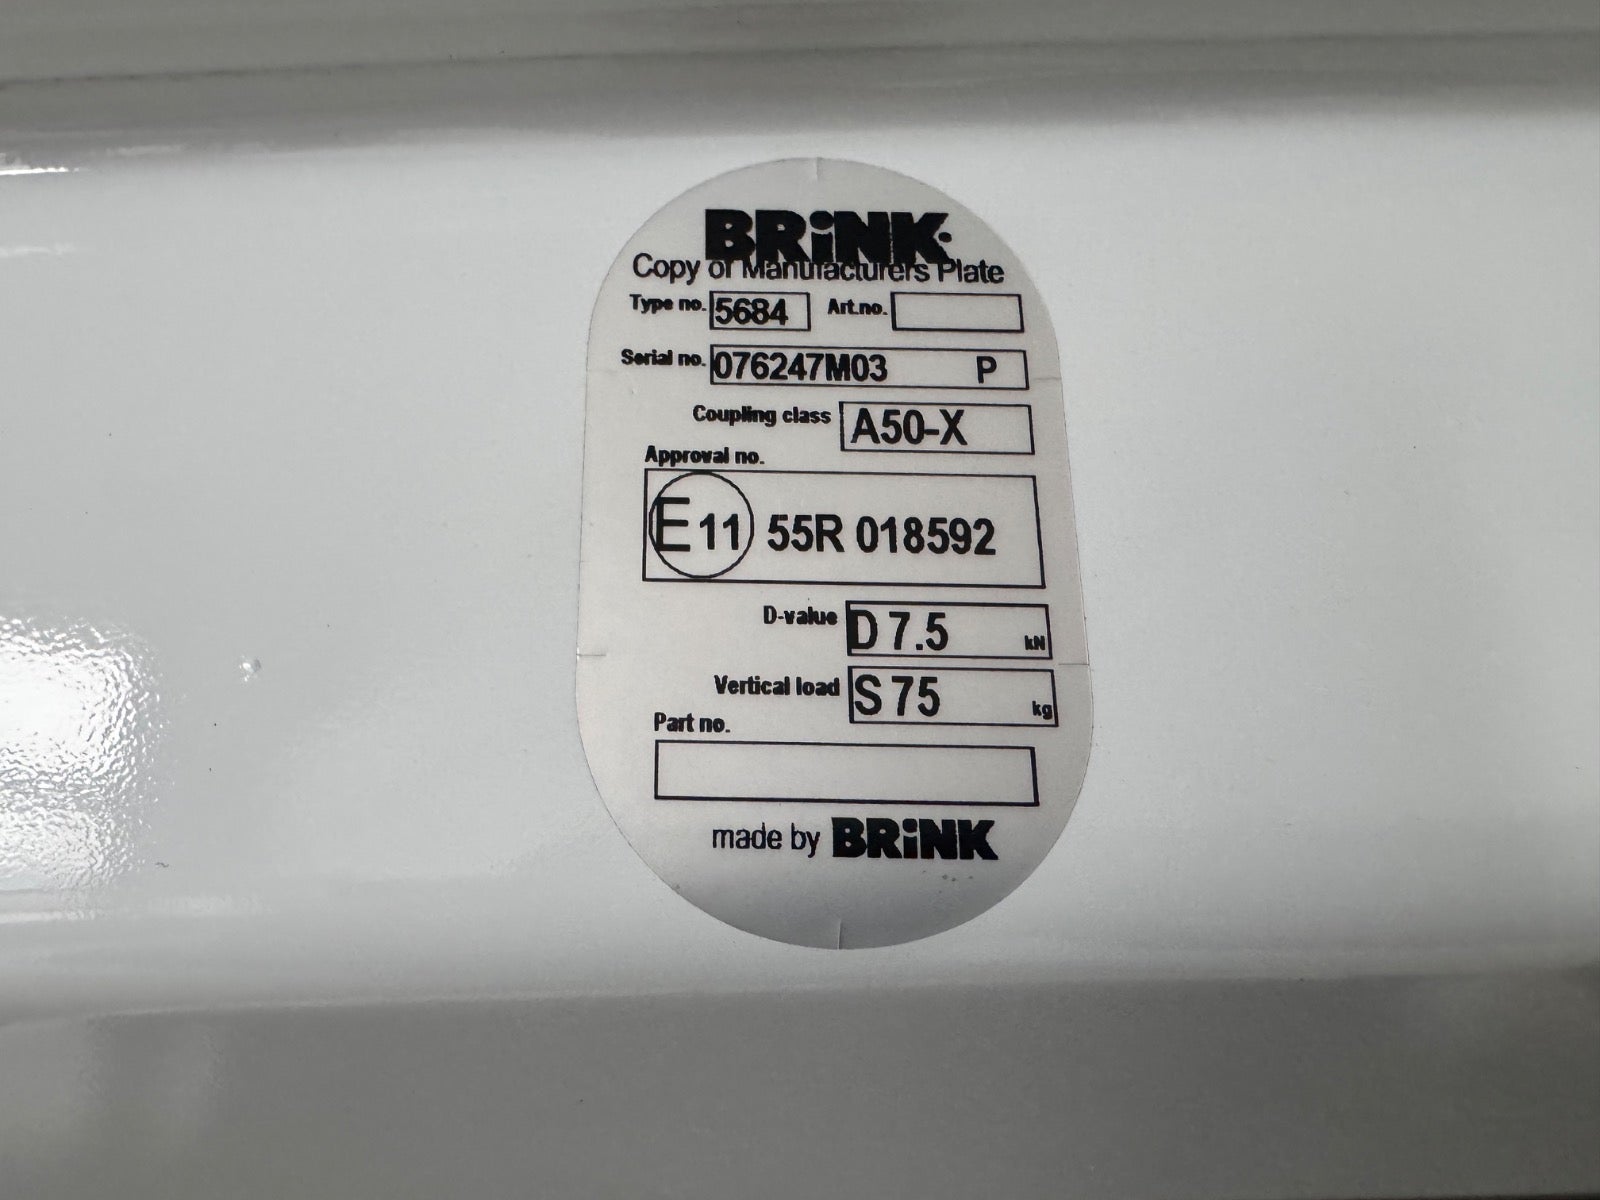 BRiNK
Copy of Manufacturers Plate
Type no. 5684 Art.no.
Serial no. 076247M03 P
Coupling class A50-X
Approval no.
E11 55R 018592
D-value D 7.5 kN
Vertical load S 75 kg
Part no.
made by BRiNK